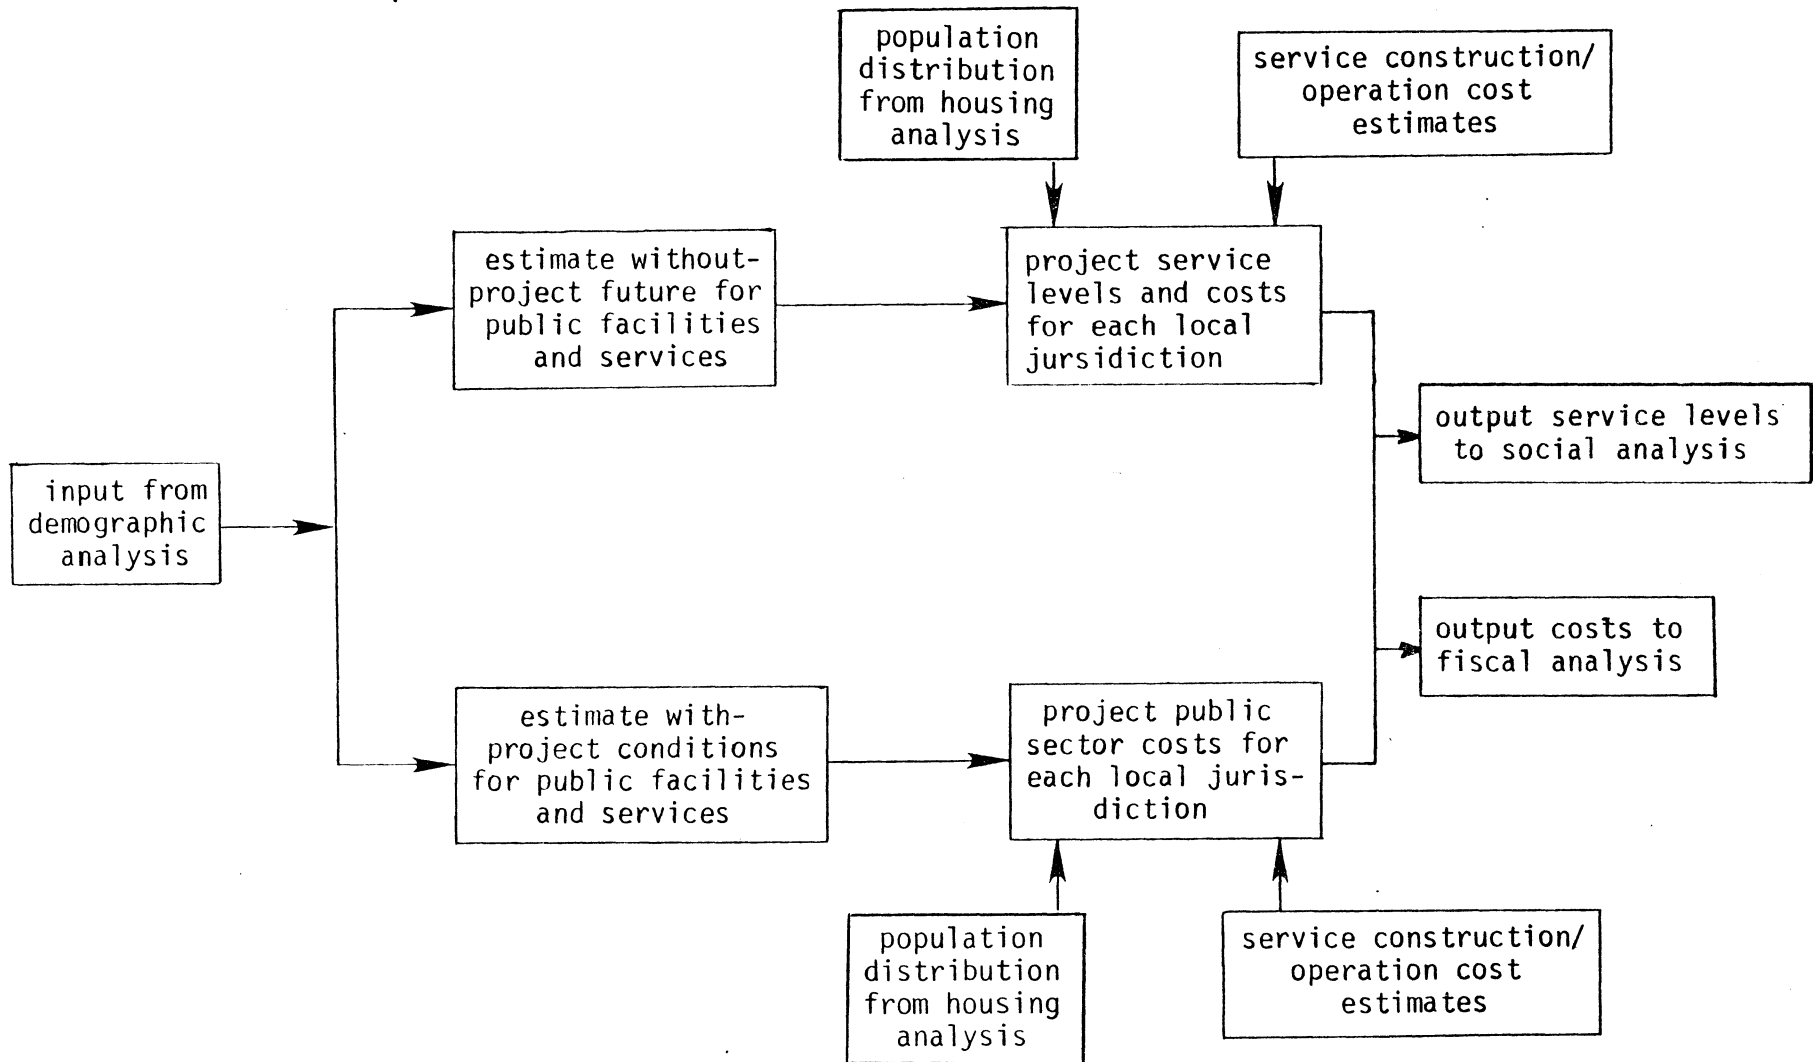 population
distribution
from housing
analysis
service construction/
operation cost
estimates
estimate without-
project future for
public facilities
and services
project service
levels and costs
for each local
jursidiction
output service levels
to social analysis
input from
demographic
analysis
output costs to
fiscal analysis
estimate with-
project conditions
for public facilities
and services
project public
sector costs for
each local juris-
diction
population
distribution
from housing
analysis
service construction/
operation cost
estimates